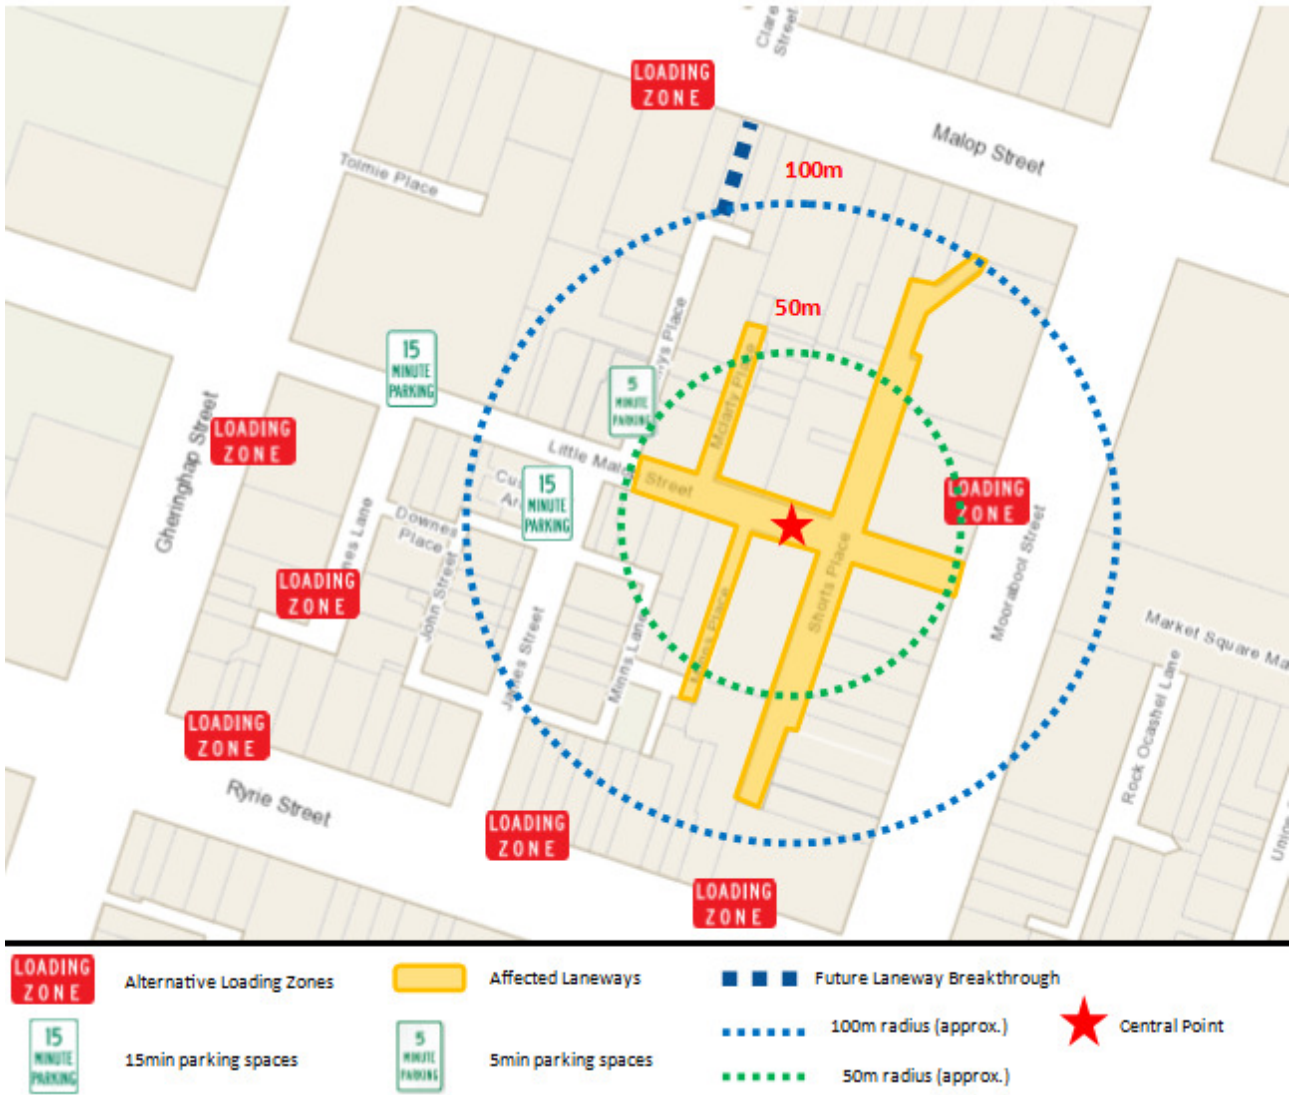 Clare
Street
LOADING
ZONE
Malop Street
100m
Tolmie Place
50m
15
MINUTE
PARKING
5
MINUTE
PARKING
Mclarty Place
LOADING
ZONE
Gheringhap Street
Little Malop
Street
15
MINUTE
PARKING
LOADING
ZONE
Downes
Place
John Street
LOADING
ZONE
James Street
Minns Lane
Shorts Place
Moorabool Street
Market Square Ma
Rock Ocashel Lane
LOADING
ZONE
Ryrie Street
LOADING
ZONE
LOADING
ZONE
LOADING
ZONE
Alternative Loading Zones
Affected Laneways
Future Laneway Breakthrough
15
MINUTE
PARKING
15min parking spaces
5
MINUTE
PARKING
5min parking spaces
100m radius (approx.)
Central Point
50m radius (approx.)